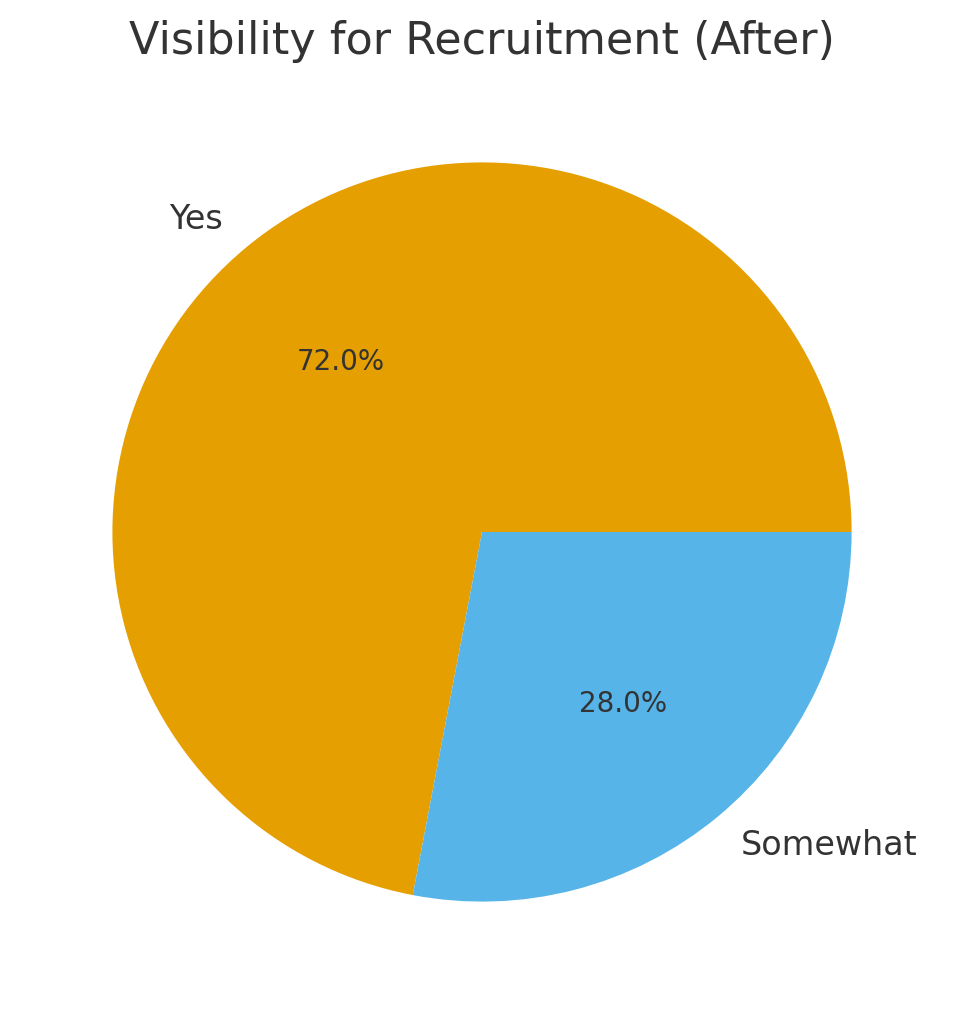 Visibility for Recruitment (After)
Yes
72.0%
28.0%
Somewhat